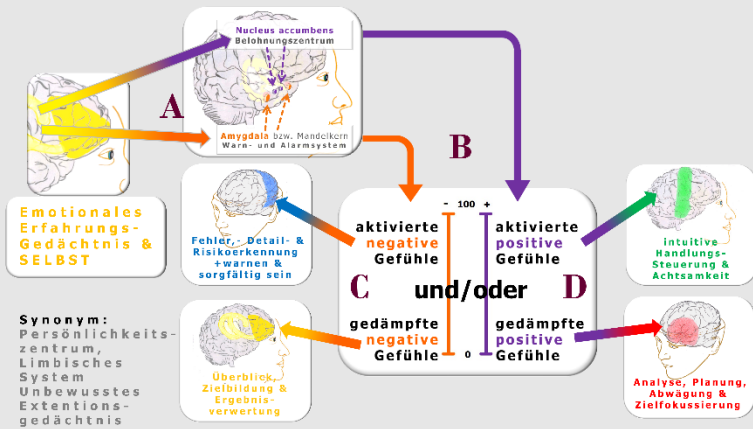 Nucleus accumbens
Belohnungszentrum
A
Amygdala bzw. Mandelkern
Warn- und Alarmsystem
B
Emotionales
Erfahrungs-
Gedächtnis &
SELBST
Fehler,- Detail- &
Risikoerkennung
+warnen &
sorgfältig sein
- 100 +
aktivierte
negative
Gefühle
aktivierte
positive
Gefühle
intuitive
Handlungs-
Steuerung &
Achtsamkeit
C
und/oder
D
gedämpfte
negative
Gefühle
gedämpfte
positive
Gefühle
0
Synonym:
Persönlichkeits-
zentrum,
Limbisches
System
Unbewusstes
Extentions-
gedächtnis
Überblick,
Zielbildung &
Ergebnis-
verwertung
Analyse, Planung,
Abwägung &
Zielfokussierung